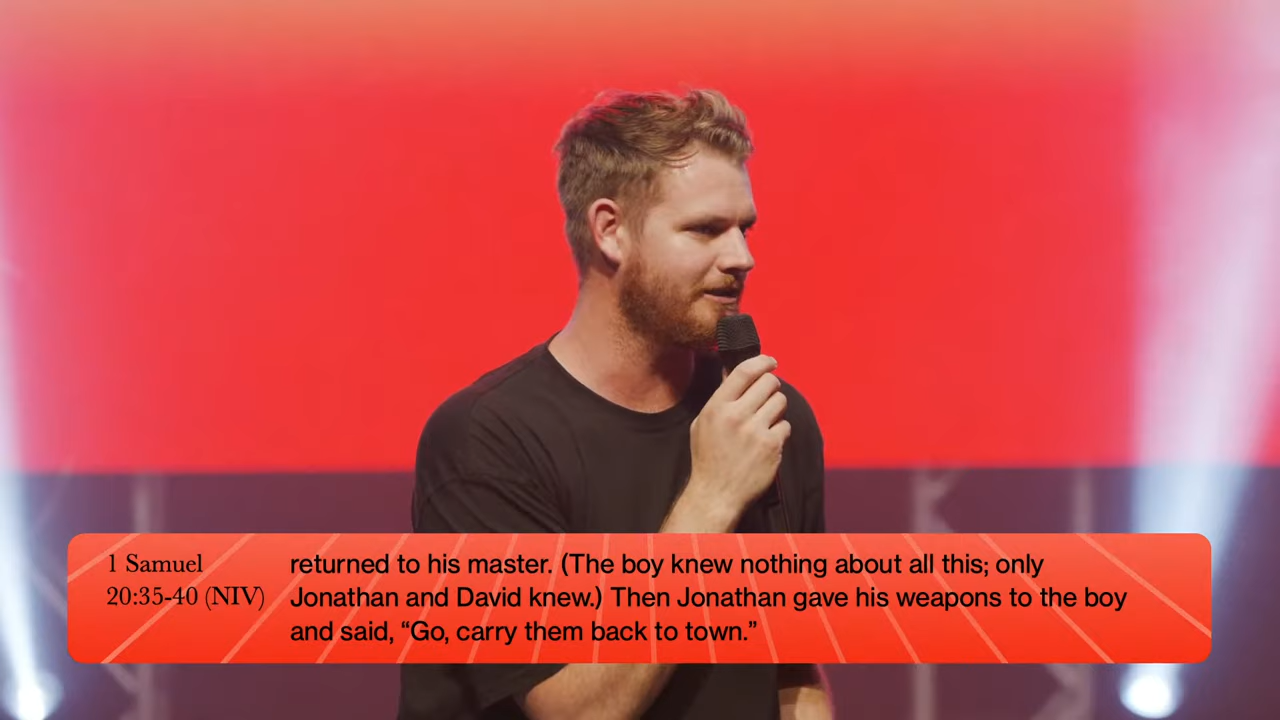 1 Samuel
20:35-40 (NIV)
returned to his master. (The boy knew nothing about all this; only
Jonathan and David knew.) Then Jonathan gave his weapons to the boy
and said, “Go, carry them back to town.”